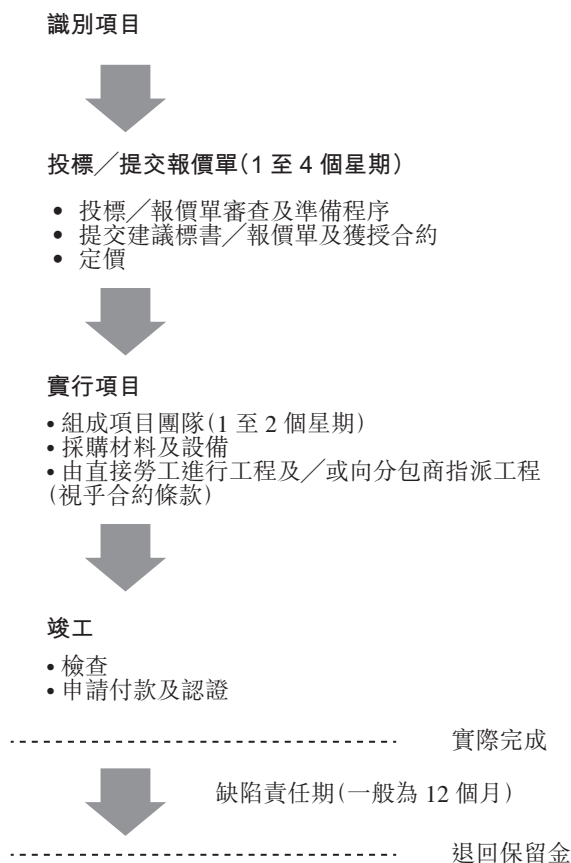 識別項目
投標╱提交報價單(1 至 4 個星期)
• 投標╱報價單審查及準備程序
• 提交建議標書╱報價單及獲授合約
• 定價
實行項目
• 組成項目團隊(1 至 2 個星期)
• 採購材料及設備
• 由直接勞工進行工程及╱或向分包商指派工程
(視乎合約條款)
竣工
• 檢查
• 申請付款及認證
實際完成
缺陷責任期(一般為 12 個月)
退回保留金